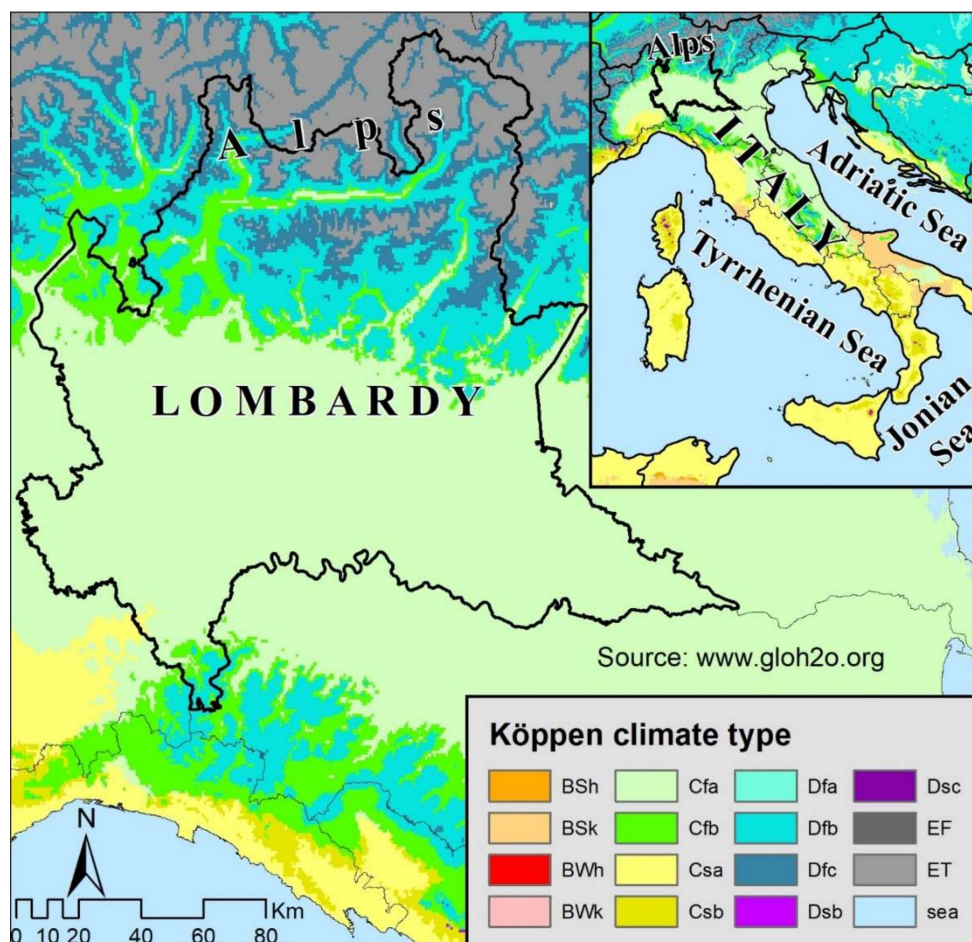 Alps
Alps
ITALY
Adriatic Sea
Tyrrhenian Sea
Jonian
Sea
LOMBARDY
Source: www.gloh2o.org
Köppen climate type
BSh Cfa Dfa Dsc
BSk Cfb Dfb EF
BWh Csa Dfc ET
BWk Csb Dsb sea
N
Km
0 10 20 40 60 80